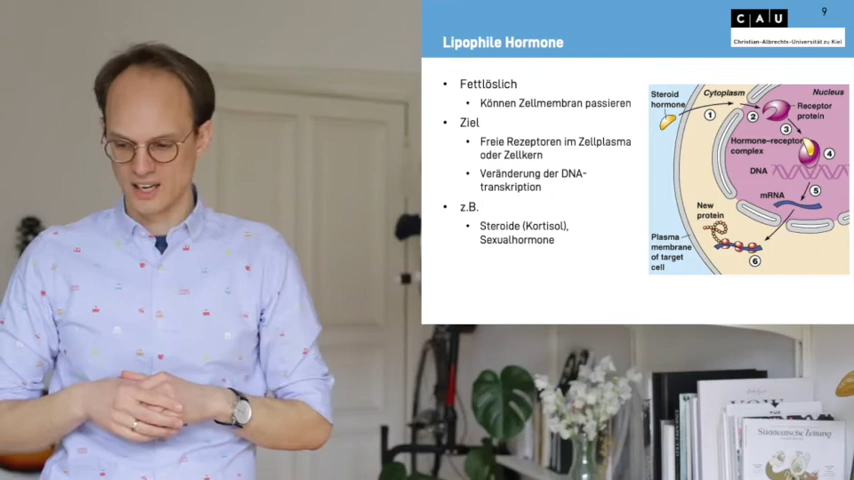 9
CAU
Christian-Albrechts-Universität zu Kiel
Lipophile Hormone
• Fettlöslich
• Können Zellmembran passieren
• Ziel
• Freie Rezeptoren im Zellplasma
oder Zellkern
• Veränderung der DNA-
transkription
• z.B.
• Steroide (Kortisol),
Sexualhormone
Steroid
hormone
Cytoplasm
Nucleus
Receptor
protein
1
2
3
Hormone–receptor
complex
4
DNA
5
mRNA
New
protein
Plasma
membrane
of target
cell
6
Süddeutsche Zeitung